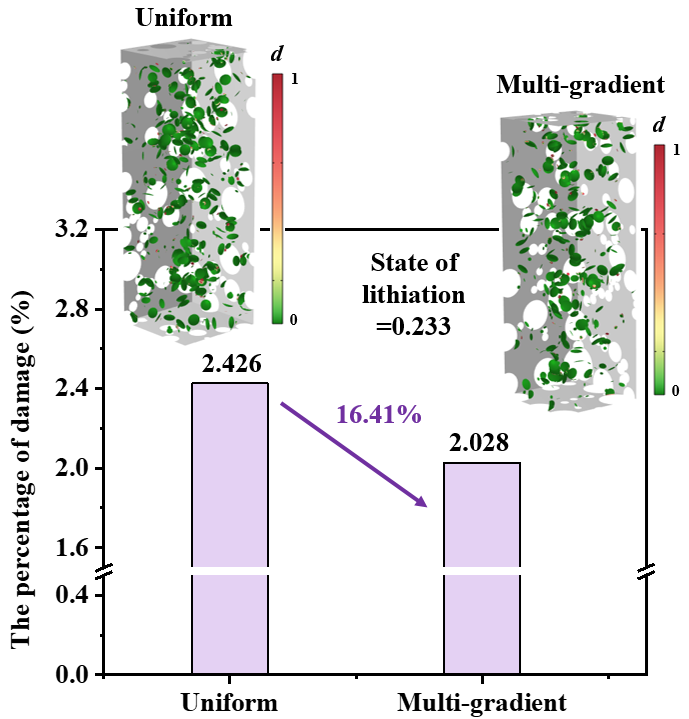 Uniform
d
1
0
Multi-gradient
d
1
0
State of
lithiation
=0.233
The percentage of damage (%)
3.2
2.8
2.4
2.0
1.6
0.4
0.0
2.426
16.41%
2.028
Uniform
Multi-gradient